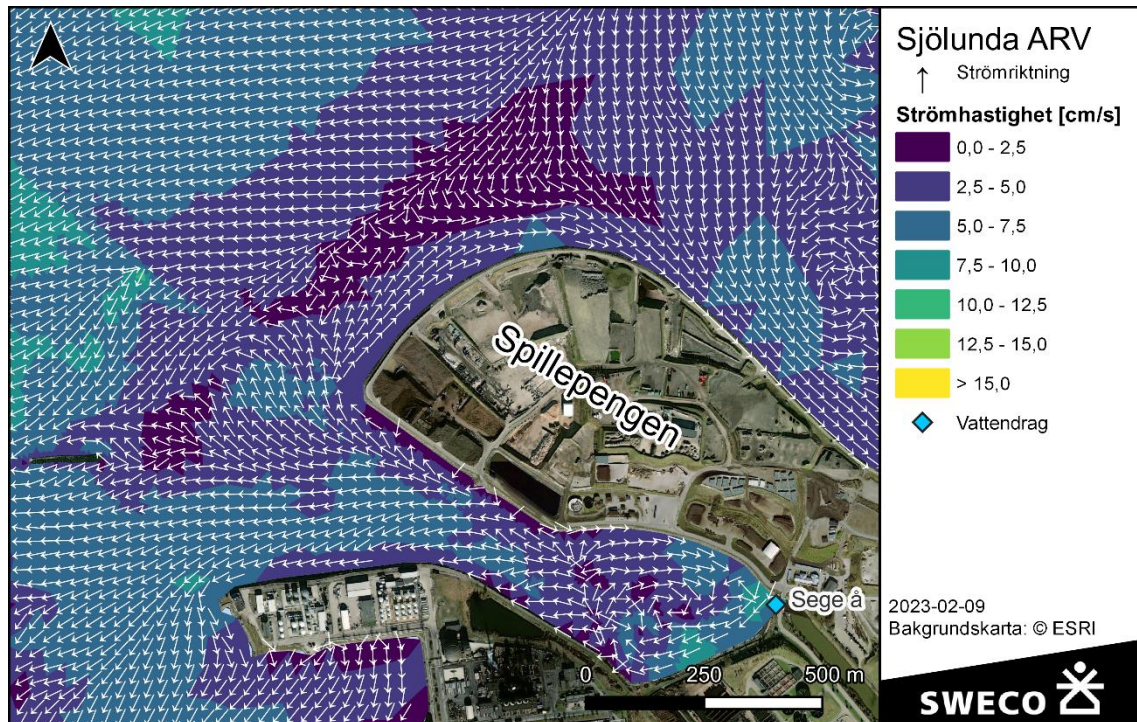 Sjölunda ARV
Strömriktning
Strömhastighet [cm/s]
0,0 - 2,5
2,5 - 5,0
5,0 - 7,5
7,5 - 10,0
10,0 - 12,5
12,5 - 15,0
> 15,0
Vattendrag
Spillepengen
Sege å
0 250 500 m
2023-02-09
Bakgrundskarta: © ESRI
SWECO